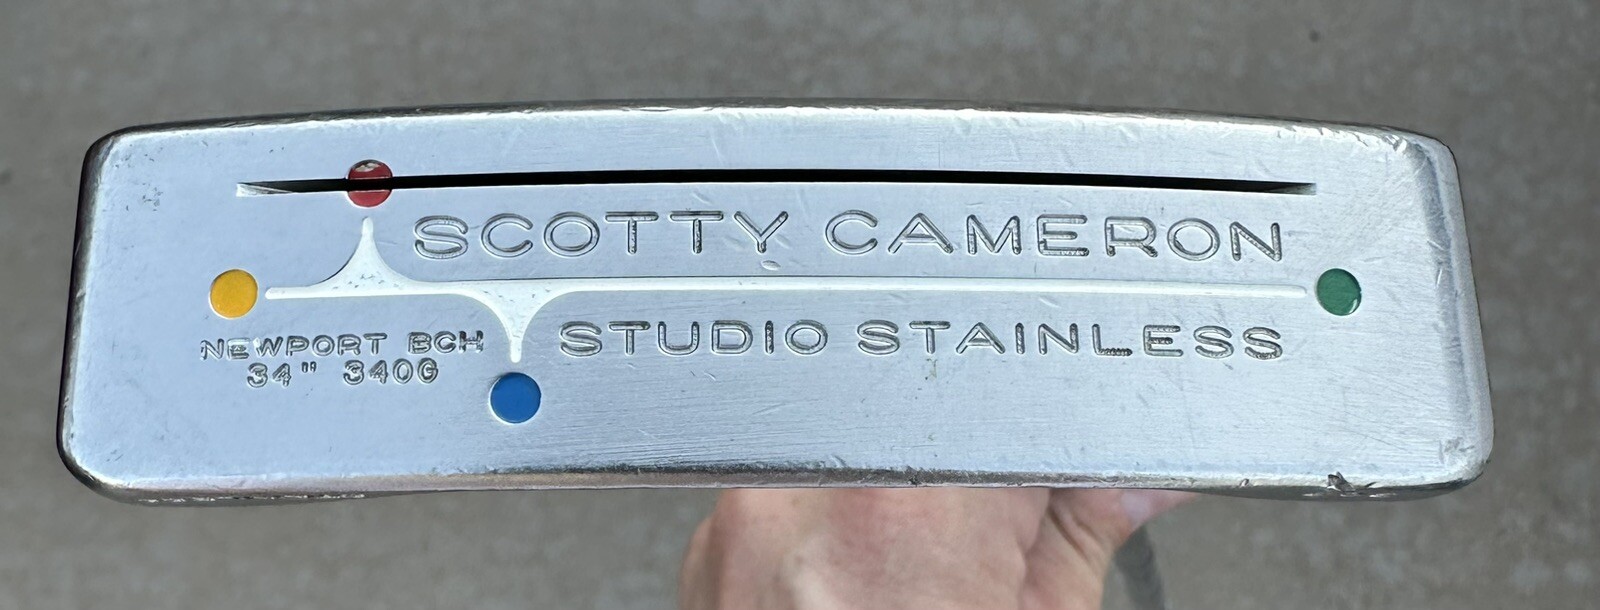 SCOTTY CAMERON
STUDIO STAINLESS
NEWPORT BCH
34" 340G